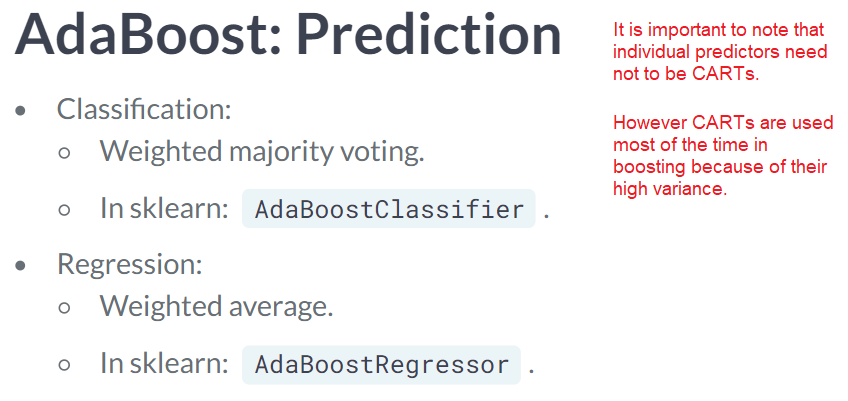 AdaBoost: Prediction
Classification:
Weighted majority voting.
In sklearn: AdaBoostClassifier .
Regression:
Weighted average.
In sklearn: AdaBoostRegressor .
It is important to note that
individual predictors need
not to be CARTs.
However CARTs are used
most of the time in
boosting because of their
high variance.